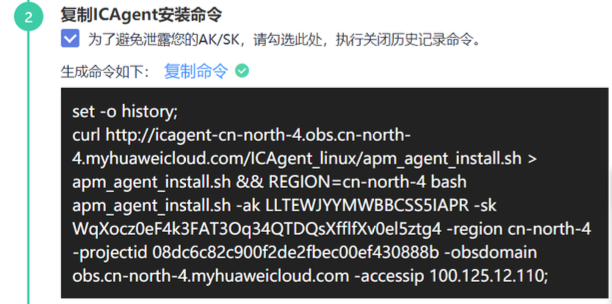 2
复制ICAgent安装命令
为了避免泄露您的AK/SK，请勾选此处，执行关闭历史记录命令。
生成命令如下： 复制命令
set -o history;
curl http://icagent-cn-north-4.obs.cn-north-
4.myhuaweicloud.com/ICAgent_linux/apm_agent_install.sh >
apm_agent_install.sh && REGION=cn-north-4 bash
apm_agent_install.sh -ak LLTEWJYYMWBBCSS5IAPR -sk
WqXocz0eF4k3FAT3Oq34QTDQsXfflfXv0el5ztg4 -region cn-north-4
-projectid 08dc6c82c900f2de2fbec00ef430888b -obsdomain
obs.cn-north-4.myhuaweicloud.com -accessip 100.125.12.110;